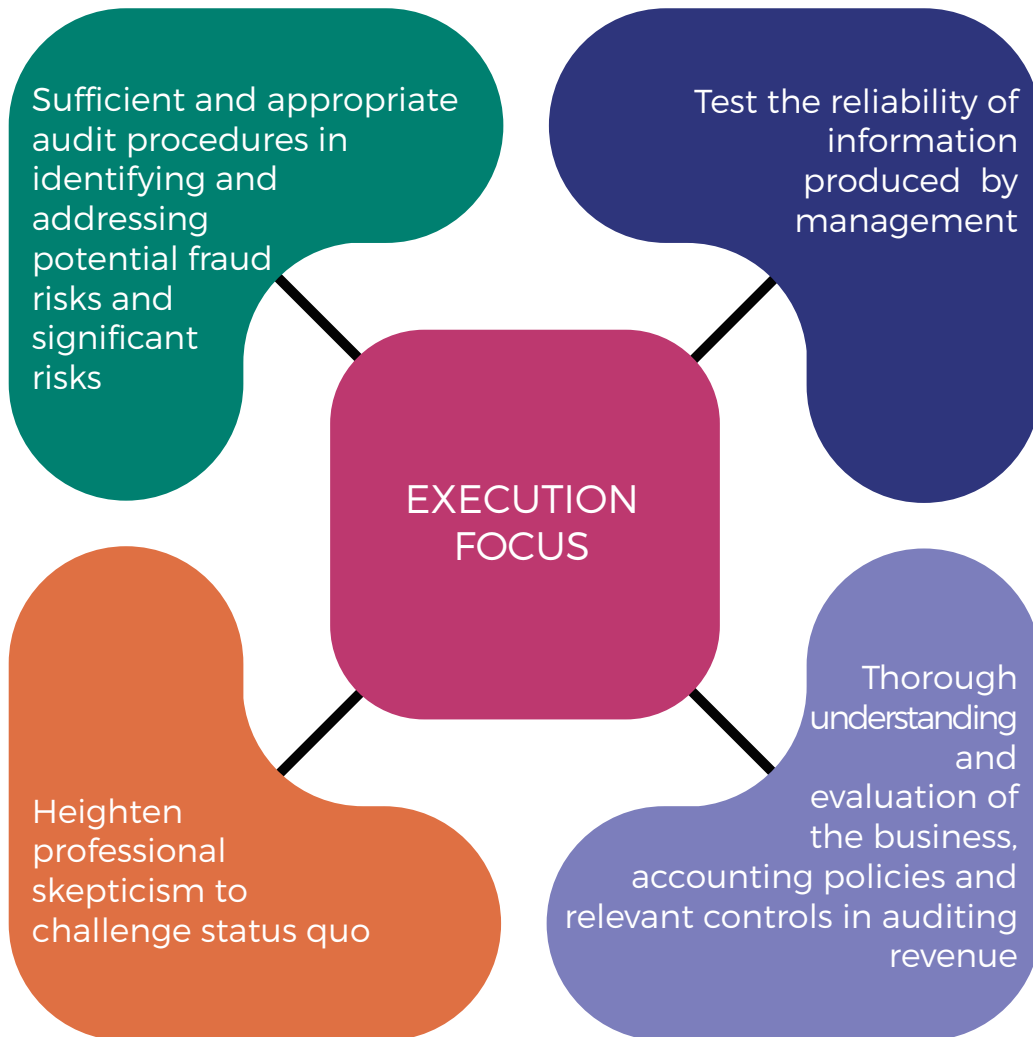 Sufficient and appropriate
audit procedures in
identifying and
addressing
potential fraud
risks and
significant
risks
Test the reliability of
information
produced by
management
EXECUTION
FOCUS
Heighten
professional
skepticism to
challenge status quo
Thorough
understanding
and
evaluation of
the business,
accounting policies and
relevant controls in auditing
revenue